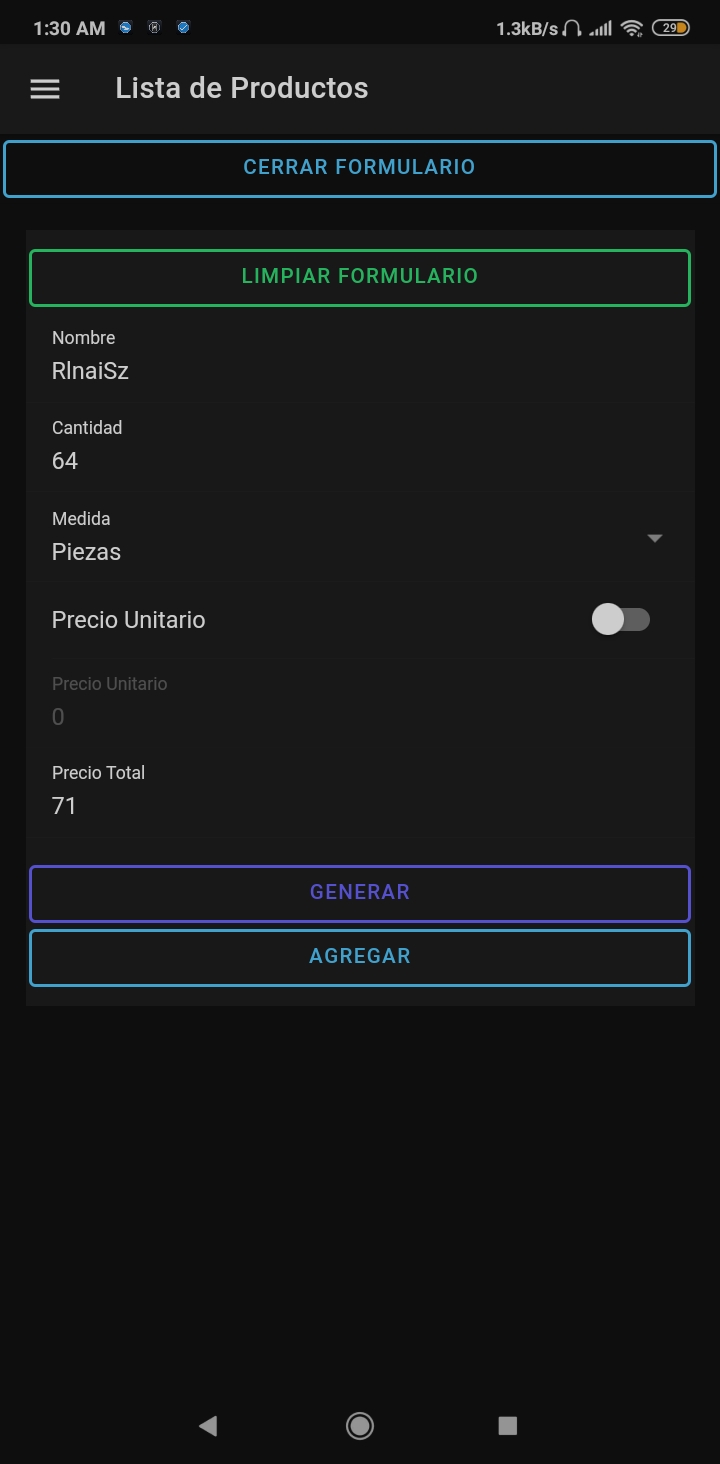 1:30 AM 1.3kB/s 29
Lista de Productos
CERRAR FORMULARIO
LIMPIAR FORMULARIO
Nombre
RlnaiSz
Cantidad
64
Medida
Piezas
Precio Unitario
Precio Unitario
0
Precio Total
71
GENERAR
AGREGAR